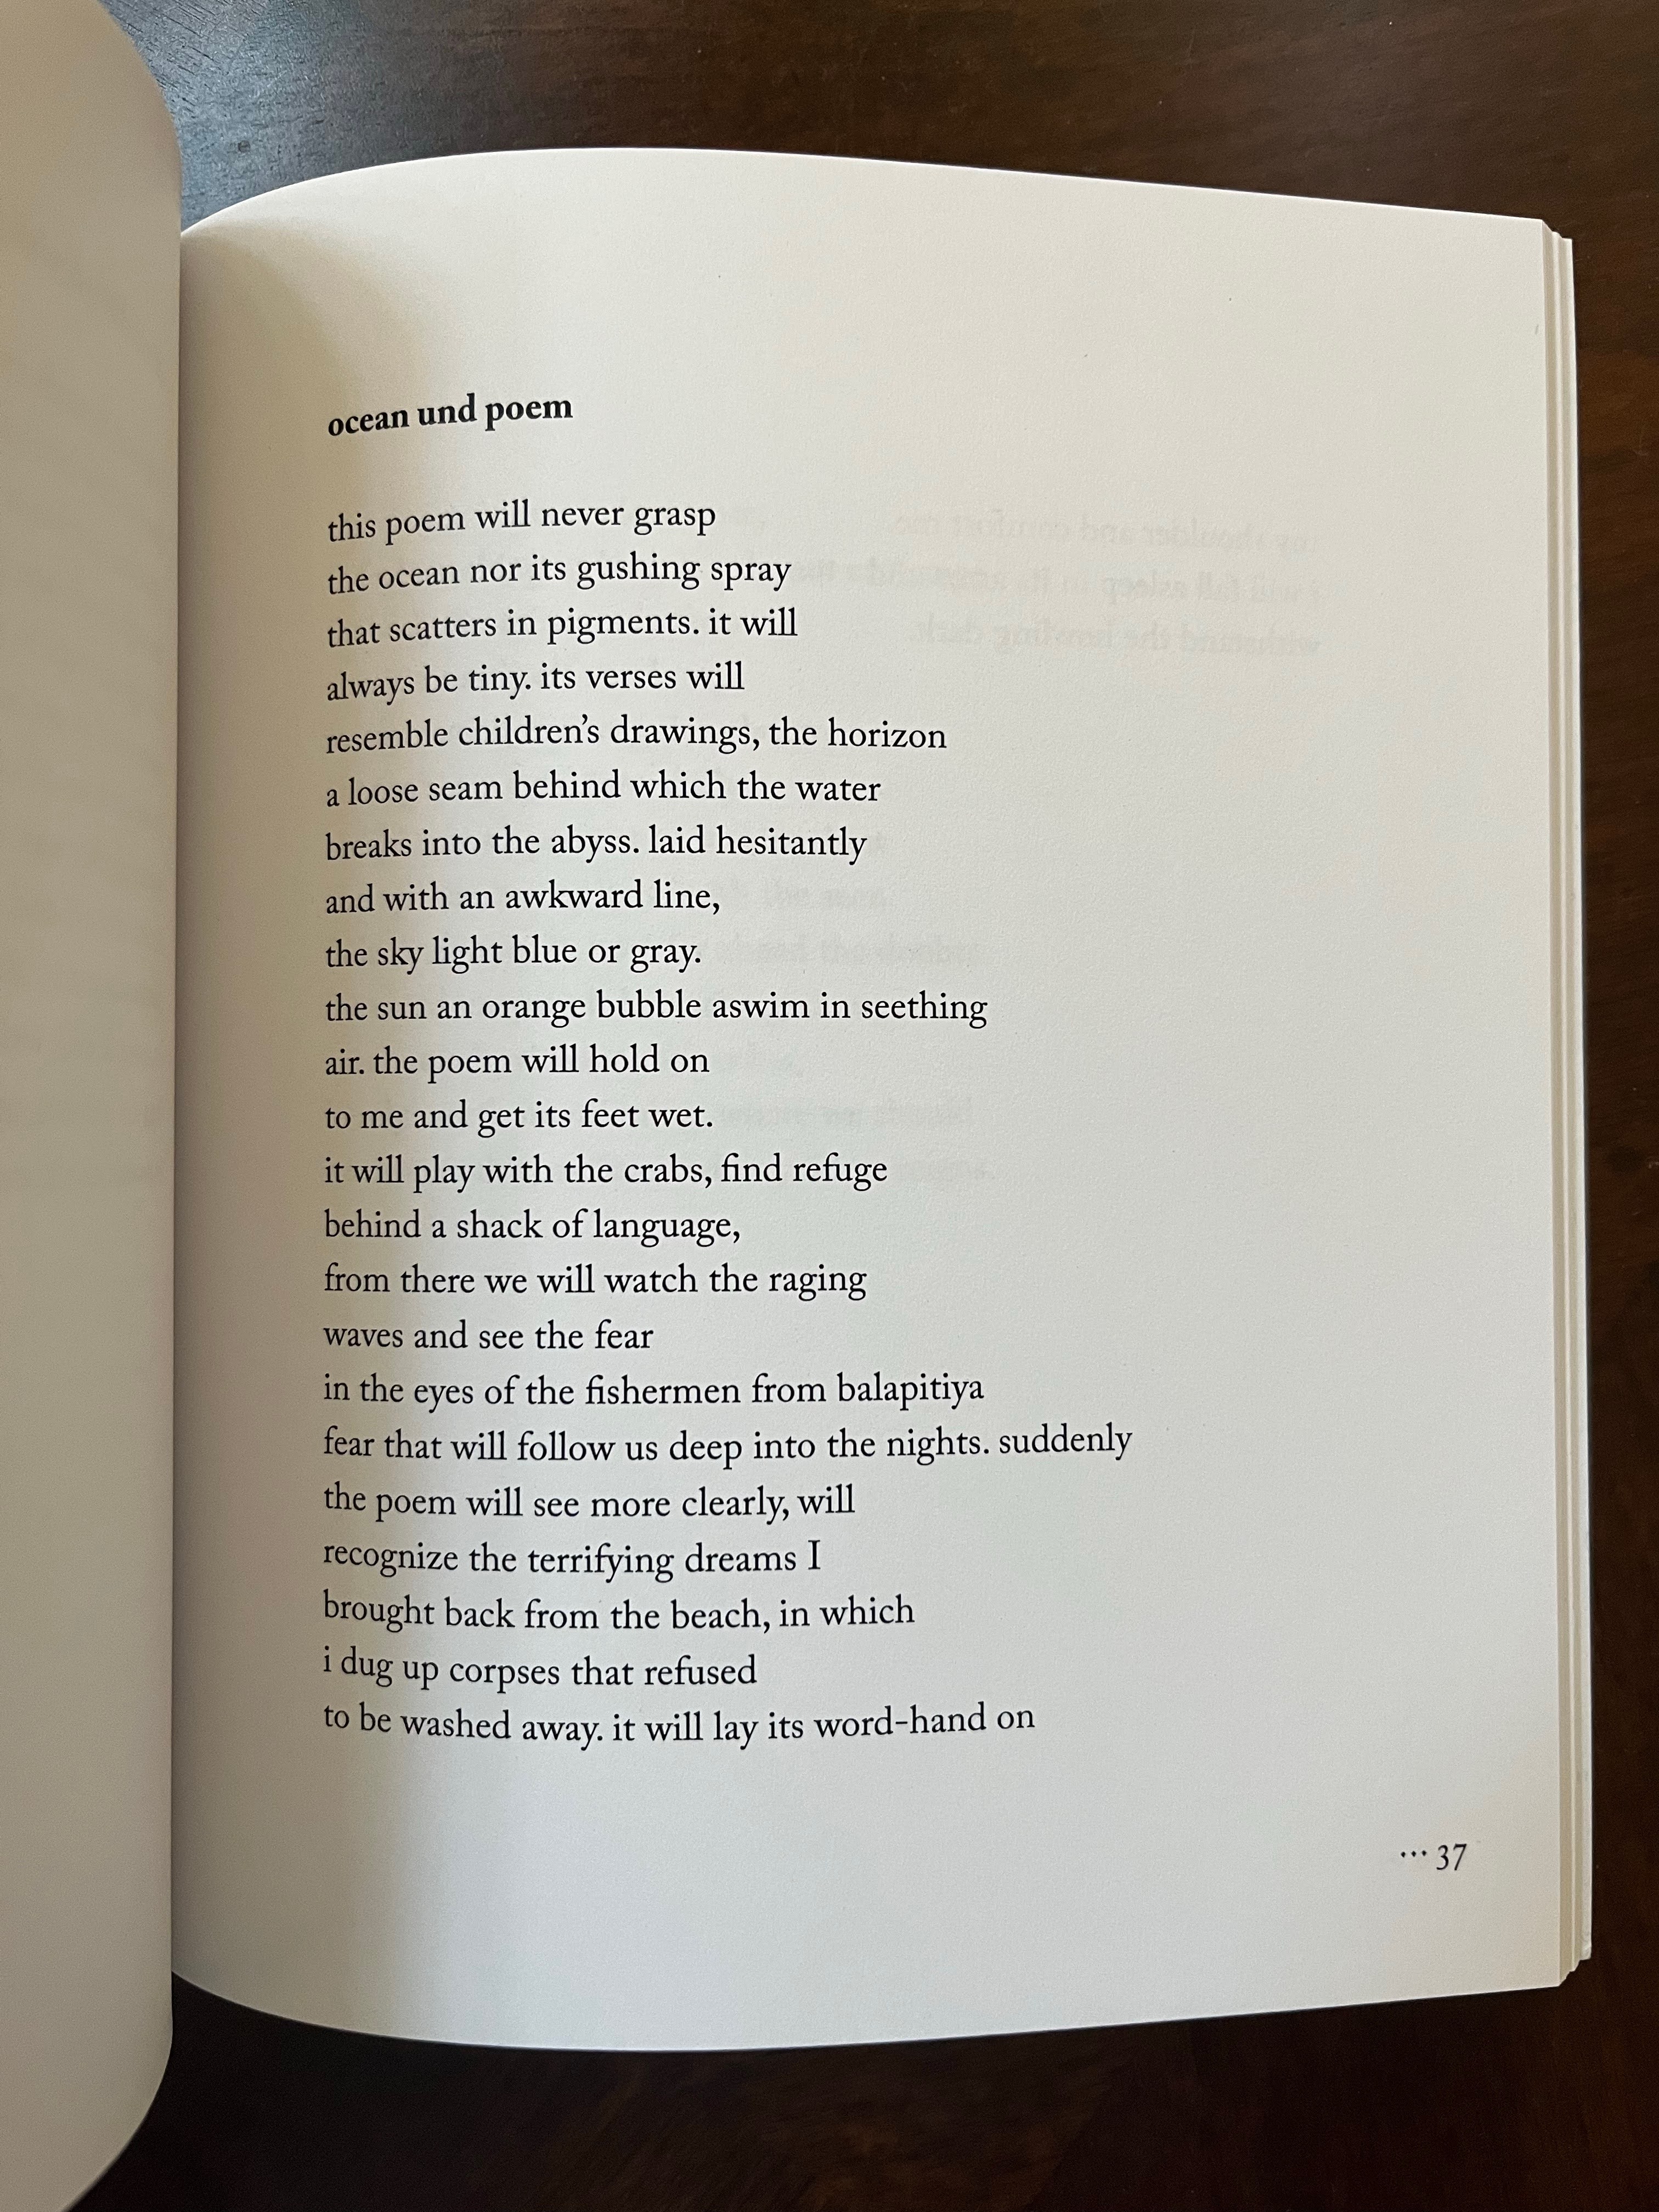 ocean und poem
this poem will never grasp
the ocean nor its gushing spray
that scatters in pigments. it will
always be tiny. its verses will
resemble children's drawings, the horizon
a loose seam behind which the water
breaks into the abyss. laid hesitantly
and with an awkward line,
the sky light blue or gray.
the sun an orange bubble aswim in seething
air. the poem will hold on
to me and get its feet wet.
it will play with the crabs, find refuge
behind a shack of language,
from there we will watch the raging
waves and see the fear
in the eyes of the fishermen from balapitiya
fear that will follow us deep into the nights. suddenly
the poem will see more clearly, will
recognize the terrifying dreams I
brought back from the beach, in which
i dug up corpses that refused
to be washed away. it will lay its word-hand on
··· 37